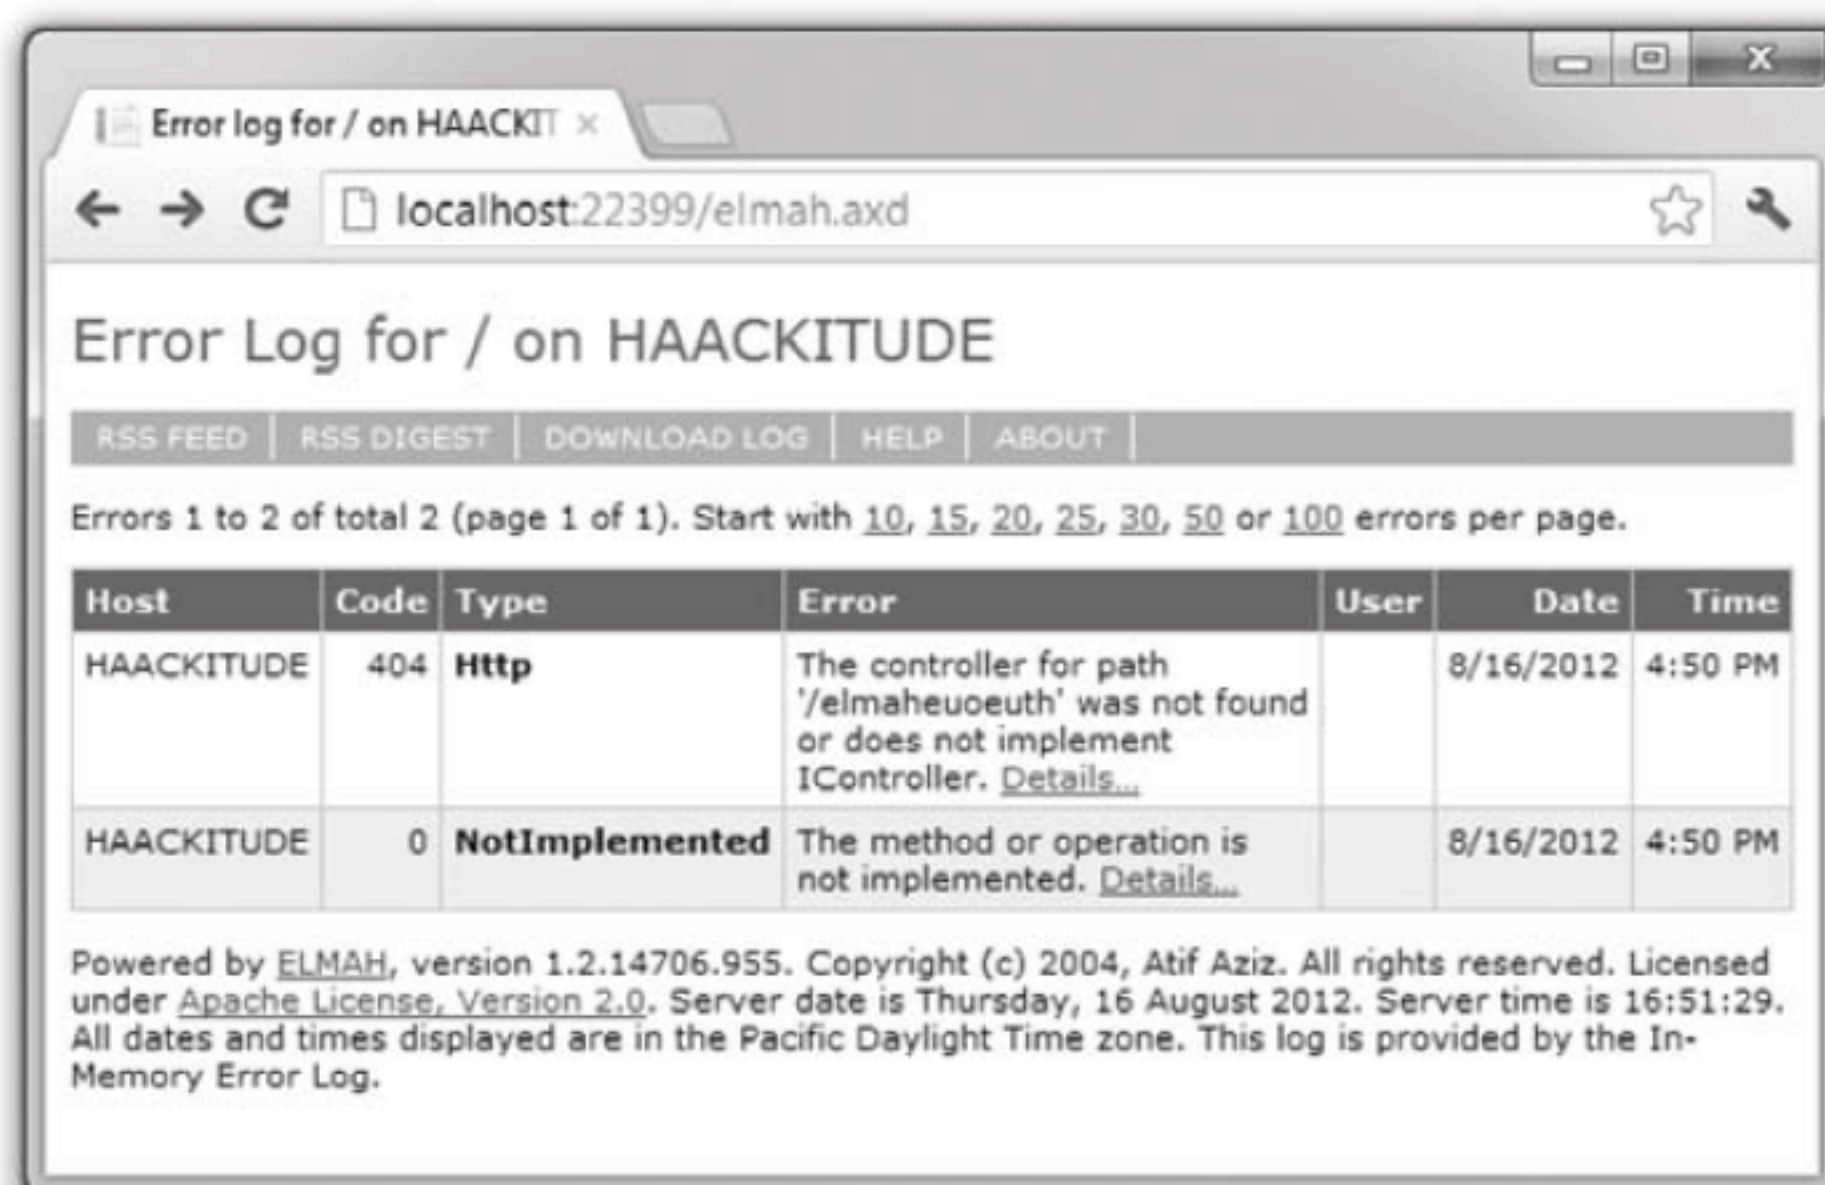 Error log for / on HAACKIT
localhost:22399/elmah.axd
Error Log for / on HAACKITUDE
RSS FEED RSS DIGEST DOWNLOAD LOG HELP ABOUT
Errors 1 to 2 of total 2 (page 1 of 1). Start with 10, 15, 20, 25, 30, 50 or 100 errors per page.
Host Code Type Error User Date Time
HAACKITUDE 404 Http The controller for path 8/16/2012 4:50 PM
'/elmaheuoeuth' was not found
or does not implement
IController. Details...
HAACKITUDE 0 NotImplemented The method or operation is 8/16/2012 4:50 PM
not implemented. Details...
Powered by ELMAH, version 1.2.14706.955. Copyright (c) 2004, Atif Aziz. All rights reserved. Licensed
under Apache License, Version 2.0. Server date is Thursday, 16 August 2012. Server time is 16:51:29.
All dates and times displayed are in the Pacific Daylight Time zone. This log is provided by the In-
Memory Error Log.